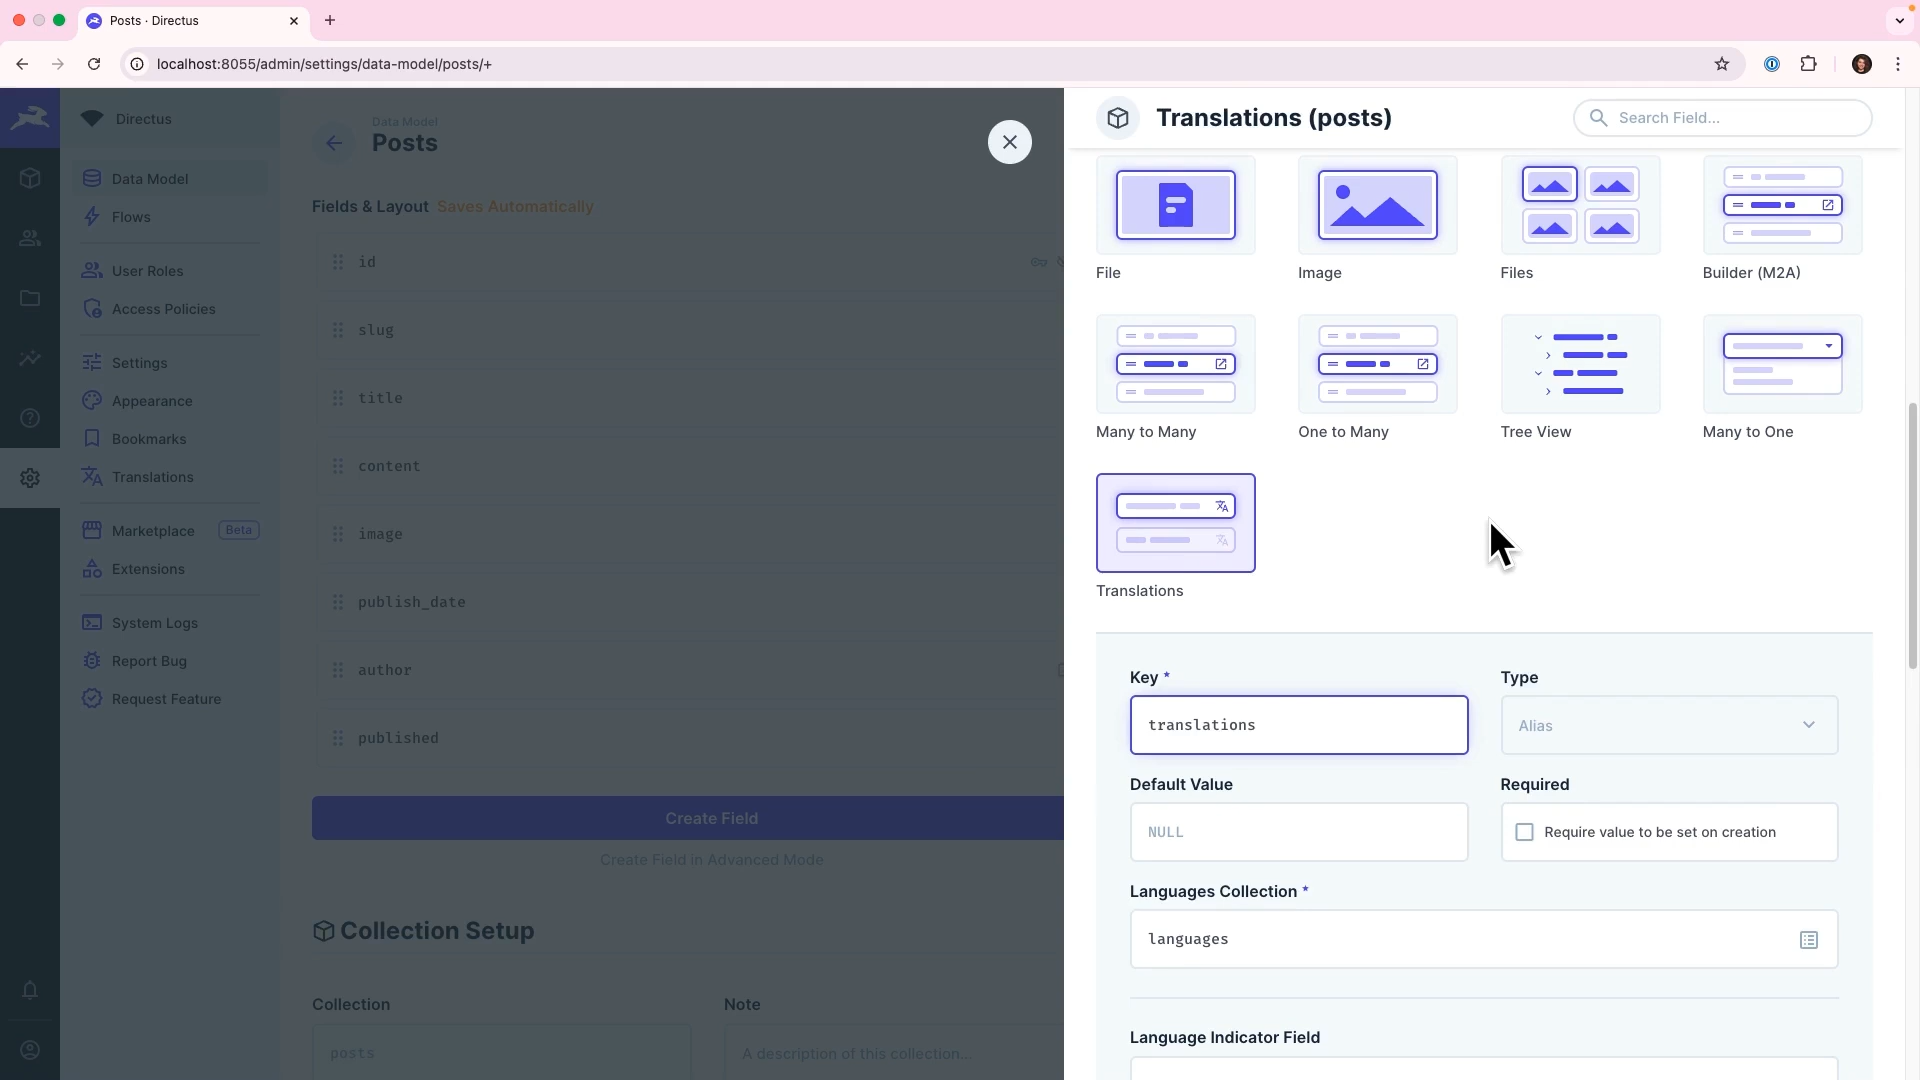 Posts · Directus
localhost:8055/admin/settings/data-model/posts/+
Directus
Data Model
Flows
User Roles
Access Policies
Settings
Appearance
Bookmarks
Translations
Marketplace Beta
Extensions
System Logs
Report Bug
Request Feature
Data Model
Posts
Fields & Layout Saves Automatically
id
slug
title
content
image
publish_date
author
published
Create Field
Create Field in Advanced Mode
Collection Setup
Collection
Note
posts
A description of this collection...
Translations (posts)
Search Field...
File
Image
Files
Builder (M2A)
Many to Many
One to Many
Tree View
Many to One
Translations
Key *
Type
translations
Alias
Default Value
Required
NULL
Require value to be set on creation
Languages Collection *
languages
Language Indicator Field